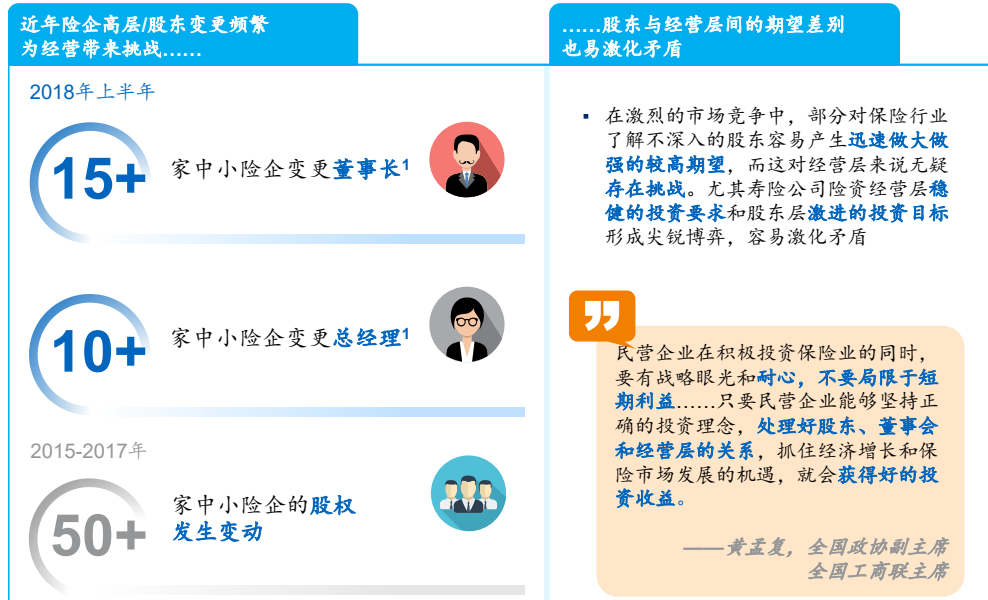 近年险企高层/股东变更频繁
为经营带来挑战……
2018年上半年
15+
家中小险企变更董事长1
10+
家中小险企变更总经理1
2015-2017年
50+
家中小险企的股权
发生变动
……股东与经营层间的期望差别
也易激化矛盾
▪ 在激烈的市场竞争中，部分对保险行业
了解不深入的股东容易产生迅速做大做
强的较高期望，而这对经营层来说无疑
存在挑战。尤其寿险公司险资经营层稳
健的投资要求和股东层激进的投资目标
形成尖锐博弈，容易激化矛盾
民营企业在积极投资保险业的同时，
要有战略眼光和耐心，不要局限于短
期利益……只要民营企业能够坚持正
确的投资理念，处理好股东、董事会
和经营层的关系，抓住经济增长和保
险市场发展的机遇，就会获得好的投
资收益。
——黄孟复，全国政协副主席
全国工商联主席